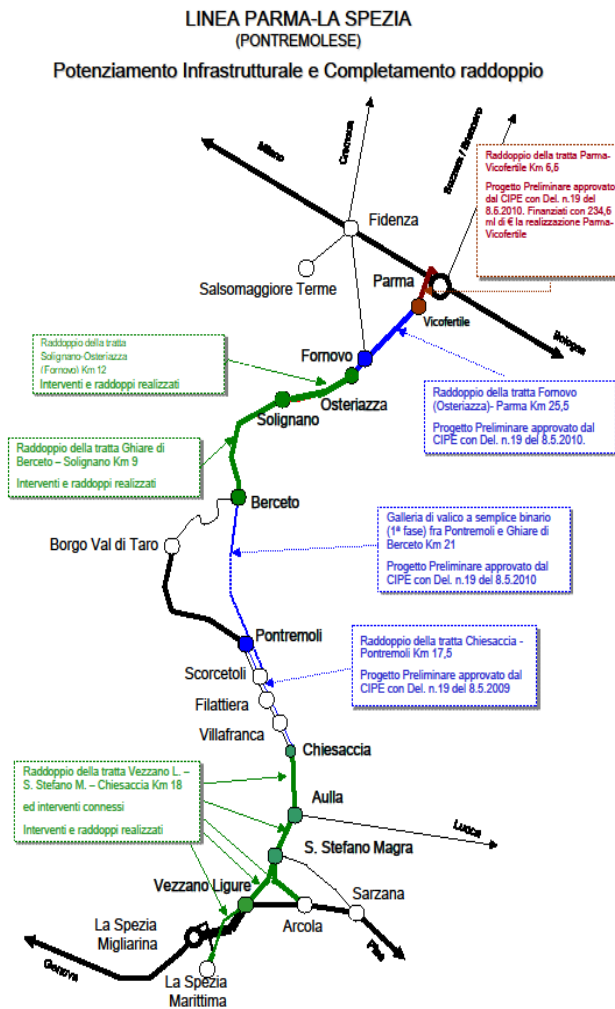 LINEA PARMA-LA SPEZIA
(PONTREMOLESE)
Potenziamento Infrastrutturale e Completamento raddoppio
Milano
Cremona
Suzzara / Brennero
Raddoppio della tratta Parma-
Vicofertile Km 6,5
Progetto Preliminare approvato
dal CIPE con Del. n.19 del
8.5.2010. Finanziati con 234,6
ml di € la realizzazione Parma-
Vicofertile
Fidenza
Salsomaggiore Terme
Parma
Vicofertile
Bologna
Fornovo
Raddoppio della tratta
Solignano-Osteriazza
(Fornovo) Km 12
Interventi e raddoppi realizzati
Osteriazza
Solignano
Raddoppio della tratta Fornovo
(Osteriazza)- Parma Km 25,5
Progetto Preliminare approvato dal
CIPE con Del. n.19 del 8.5.2010.
Raddoppio della tratta Ghiare di
Berceto – Solignano Km 9
Interventi e raddoppi realizzati
Berceto
Borgo Val di Taro
Galleria di valico a semplice binario
(1ª fase) fra Pontremoli e Ghiare di
Berceto Km 21
Progetto Preliminare approvato dal
CIPE con Del. n.19 del 8.5.2010
Pontremoli
Scorcetoli
Filattiera
Villafranca
Raddoppio della tratta Chiesaccia -
Pontremoli Km 17,5
Progetto Preliminare approvato dal
CIPE con Del. n.19 del 8.5.2009
Chiesaccia
Raddoppio della tratta Vezzano L. –
S. Stefano M. – Chiesaccia Km 18
ed interventi connessi
Interventi e raddoppi realizzati
Aulla
Lucca
S. Stefano Magra
Vezzano Ligure
Sarzana
Arcola
La Spezia
Migliarina
Pisa
Genova
La Spezia
Marittima